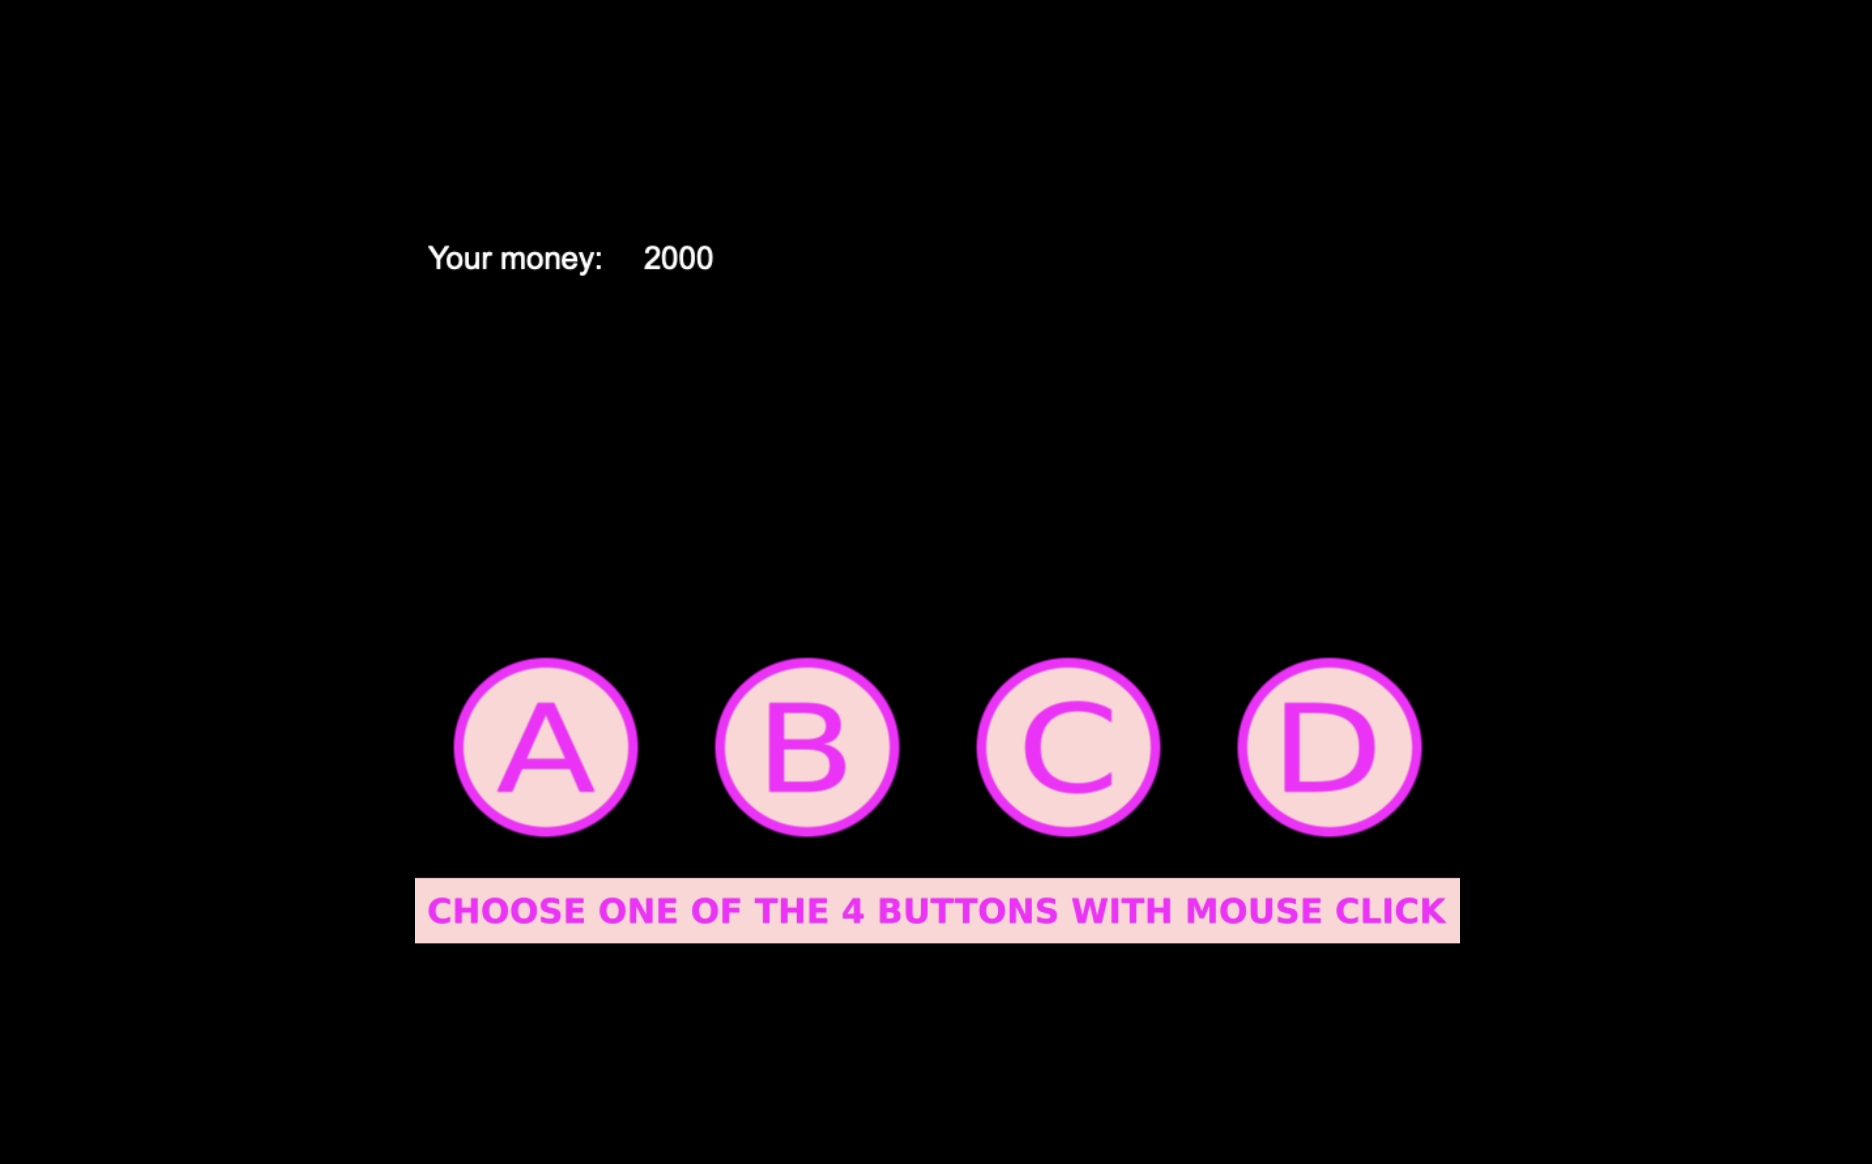 Your money: 2000
A B C D
CHOOSE ONE OF THE 4 BUTTONS WITH MOUSE CLICK